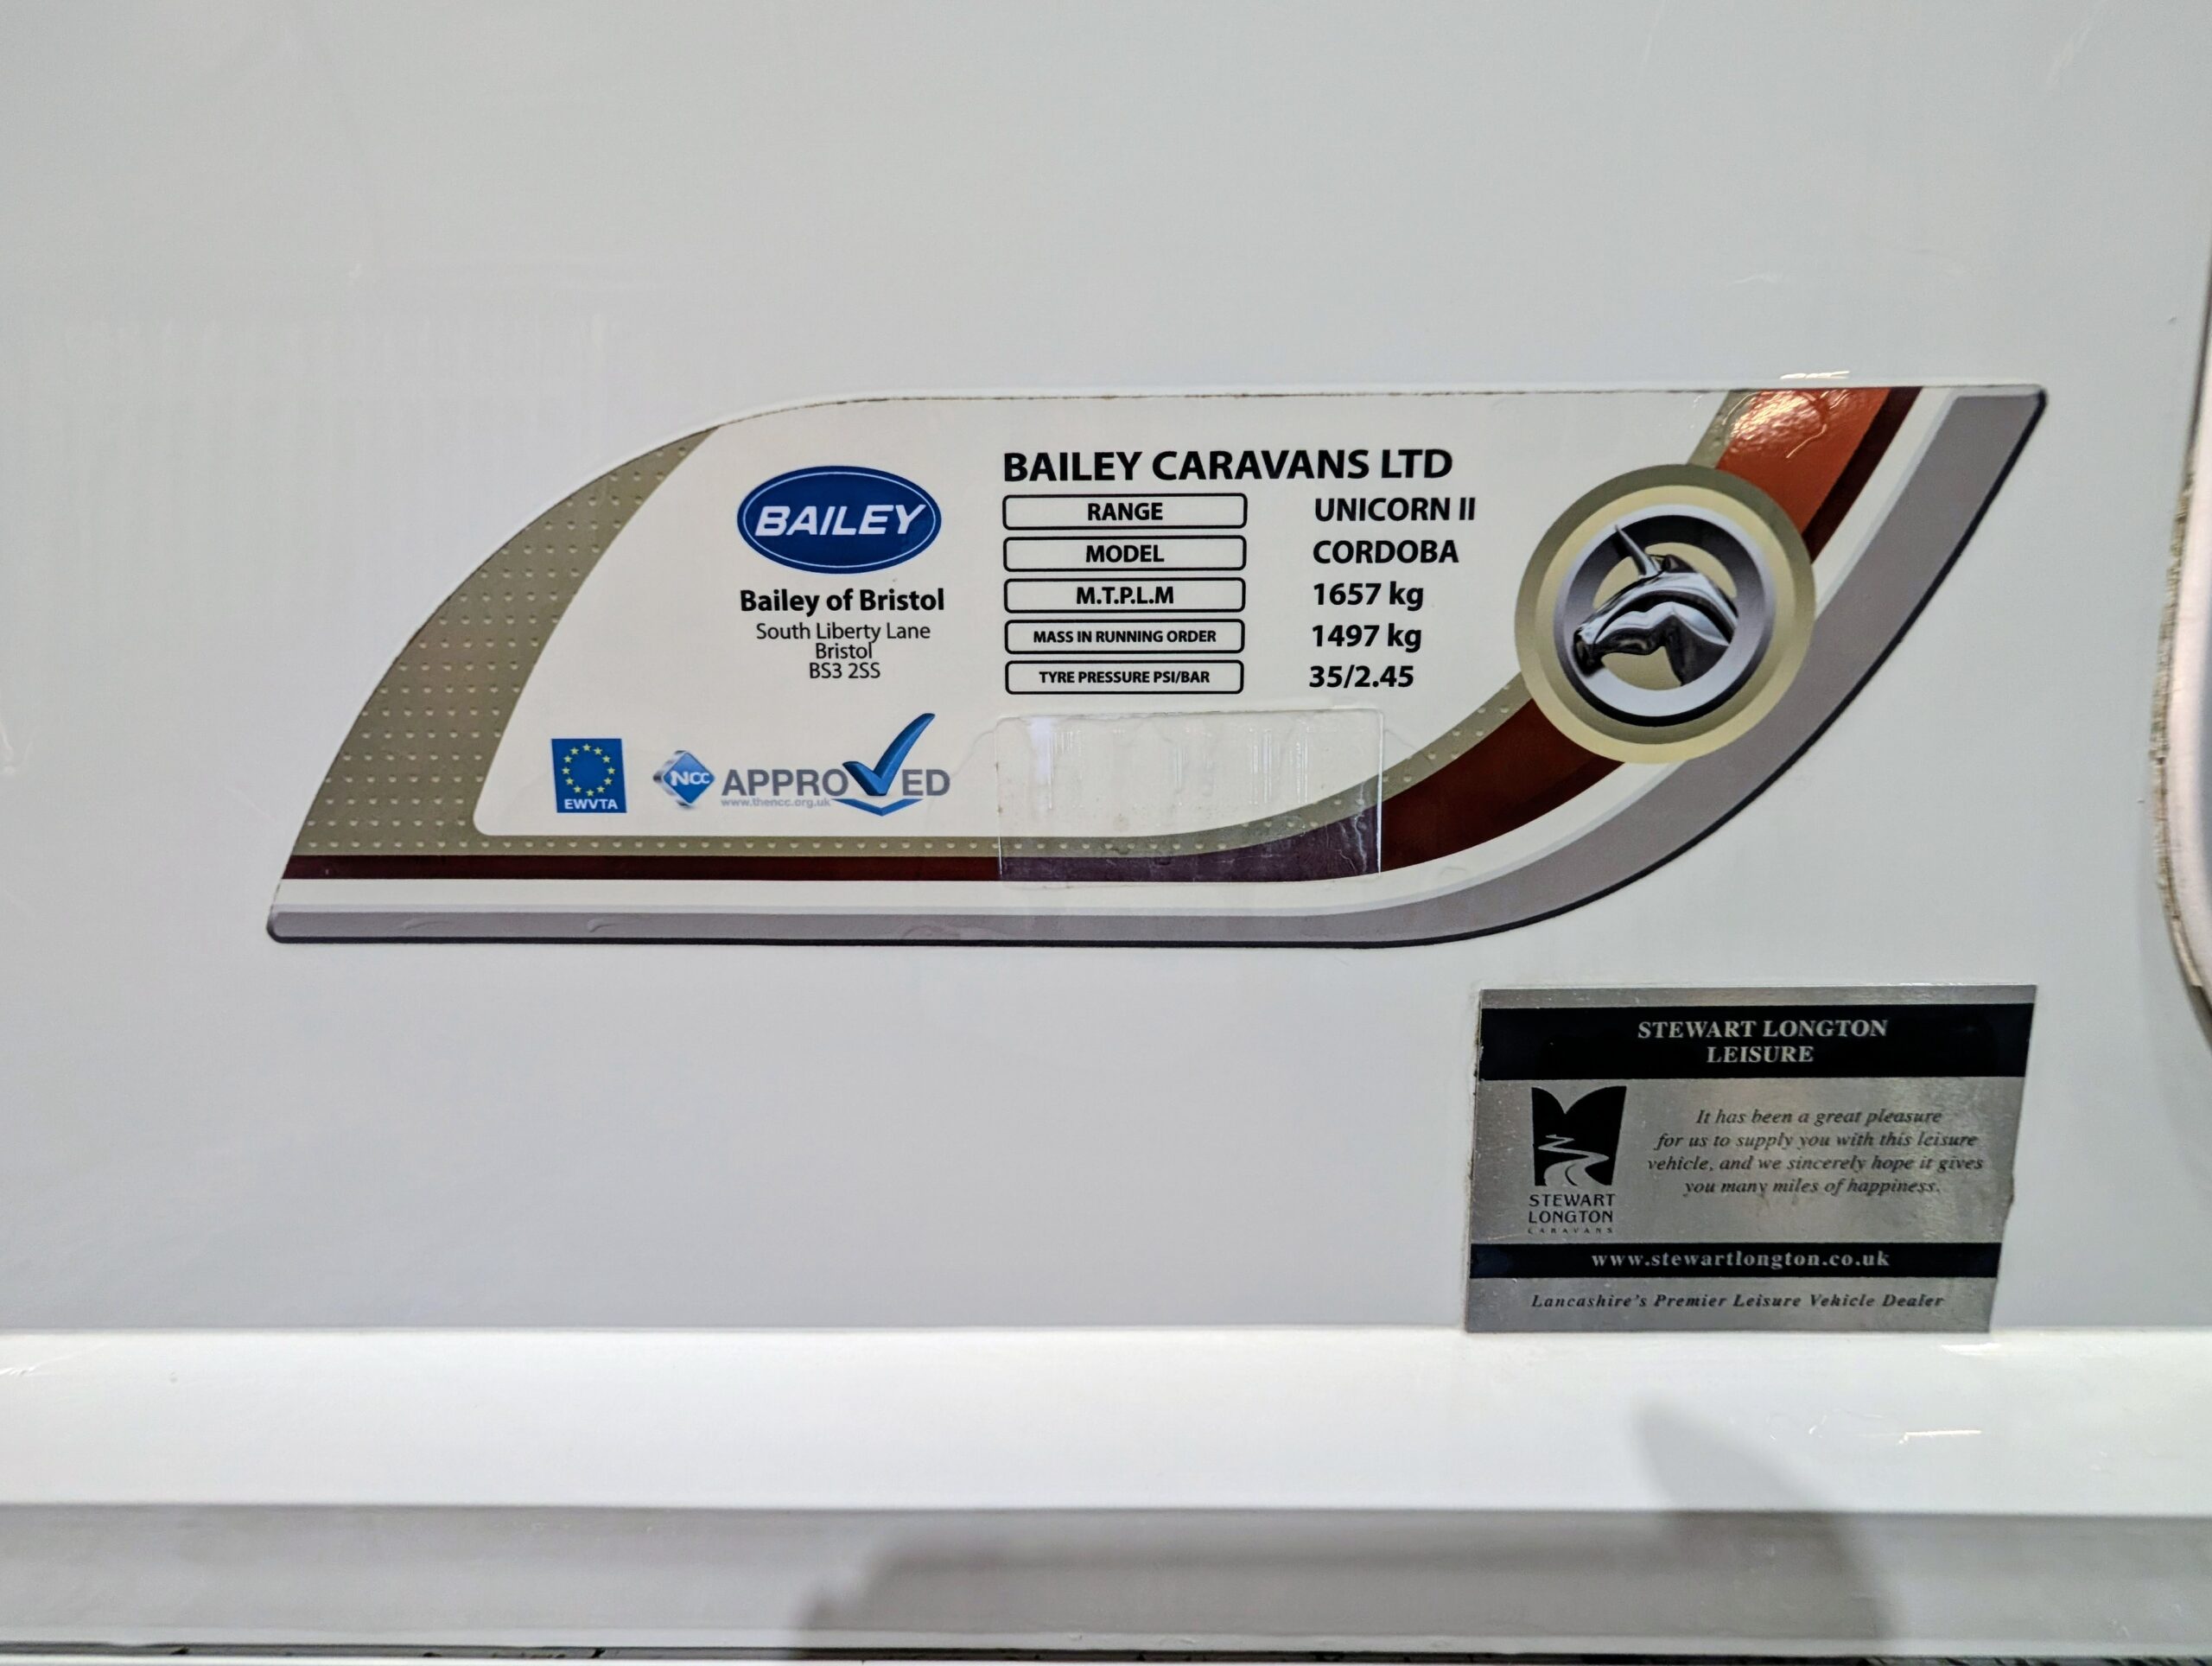 BAILEY
Bailey of Bristol
South Liberty Lane
Bristol
BS3 2SS
EWVTA
NCC APPROVED
www.thencc.org.uk
BAILEY CARAVANS LTD
RANGE UNICORN II
MODEL CORDOBA
M.T.P.L.M 1657 kg
MASS IN RUNNING ORDER 1497 kg
TYRE PRESSURE PSI/BAR 35/2.45
STEWART LONGTON
LEISURE
STEWART
LONGTON
CARAVANS
It has been a great pleasure
for us to supply you with this leisure
vehicle, and we sincerely hope it gives
you many miles of happiness.
www.stewartlongton.co.uk
Lancashire's Premier Leisure Vehicle Dealer